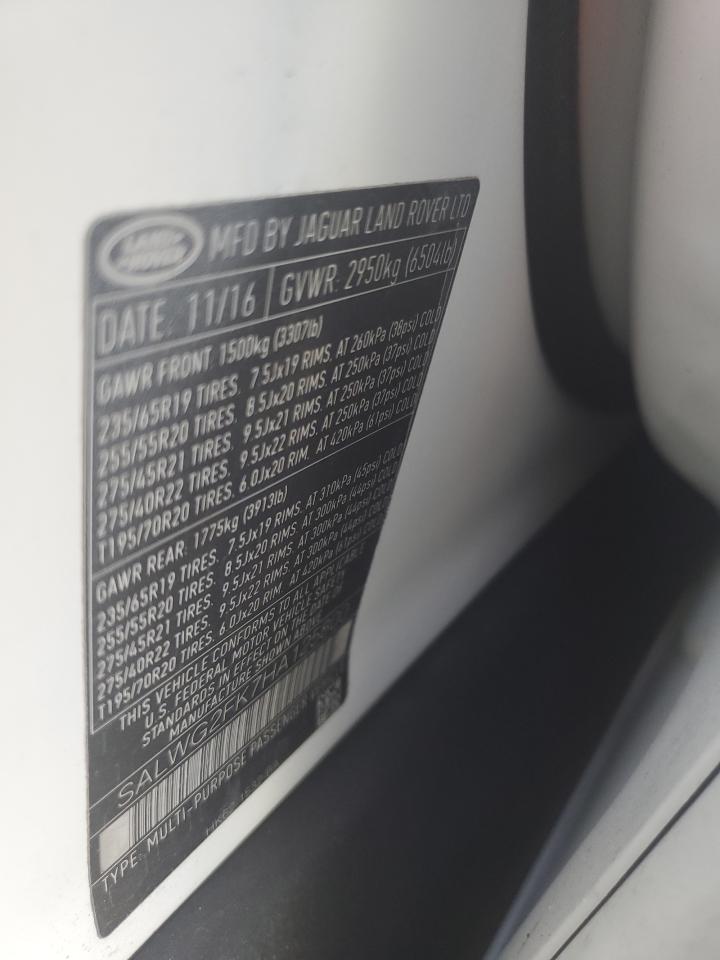 LAND ROVER
MFD BY JAGUAR LAND ROVER LTD
DATE: 11/16 GVWR: 2950kg (6504lb)
GAWR FRONT 1500kg (3307lb)
235/65R19 TIRES, 7.5Jx19 RIMS, AT 260kPa (38psi) COLD
255/55R20 TIRES, 8.5Jx20 RIMS, AT 250kPa (37psi) COLD
275/45R21 TIRES, 9.5Jx21 RIMS, AT 250kPa (37psi) COLD
275/40R22 TIRES, 9.5Jx22 RIMS, AT 250kPa (37psi) COLD
T195/70R20 TIRES, 6.0Jx20 RIM, AT 420kPa (61psi) COLD
GAWR REAR: 1775kg (3913lb)
235/65R19 TIRES, 7.5Jx19 RIMS, AT 310kPa (45psi) COLD
255/55R20 TIRES, 8.5Jx20 RIMS, AT 300kPa (44psi) COLD
275/45R21 TIRES, 9.5Jx21 RIMS, AT 300kPa (44psi) COLD
275/40R22 TIRES, 9.5Jx22 RIMS, AT 300kPa (44psi) COLD
T195/70R20 TIRES, 6.0Jx20 RIM, AT 420kPa (61psi) COLD
THIS VEHICLE CONFORMS TO ALL APPLICABLE
U.S. FEDERAL MOTOR VEHICLE SAFETY
STANDARDS IN EFFECT ON THE DATE OF
MANUFACTURE SHOWN ABOVE
TYPE: MULTI-PURPOSE PASSENGER